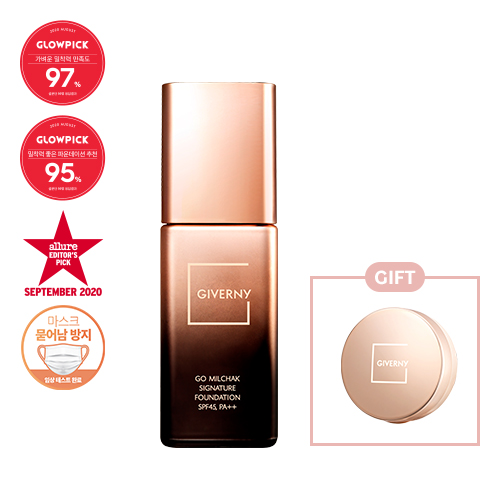 GLOWPICK
가벼운 밀착력 만족도
97%
GLOWPICK
밀착력 좋은 파운데이션 추천
95%
allure
EDITOR'S
PICK
SEPTEMBER 2020
마스크
묻어남 방지
임상 테스트 완료
GIVERNY
GO MILCHAK
SIGNATURE
FOUNDATION
SPF45, PA++
GIFT
GIVERNY